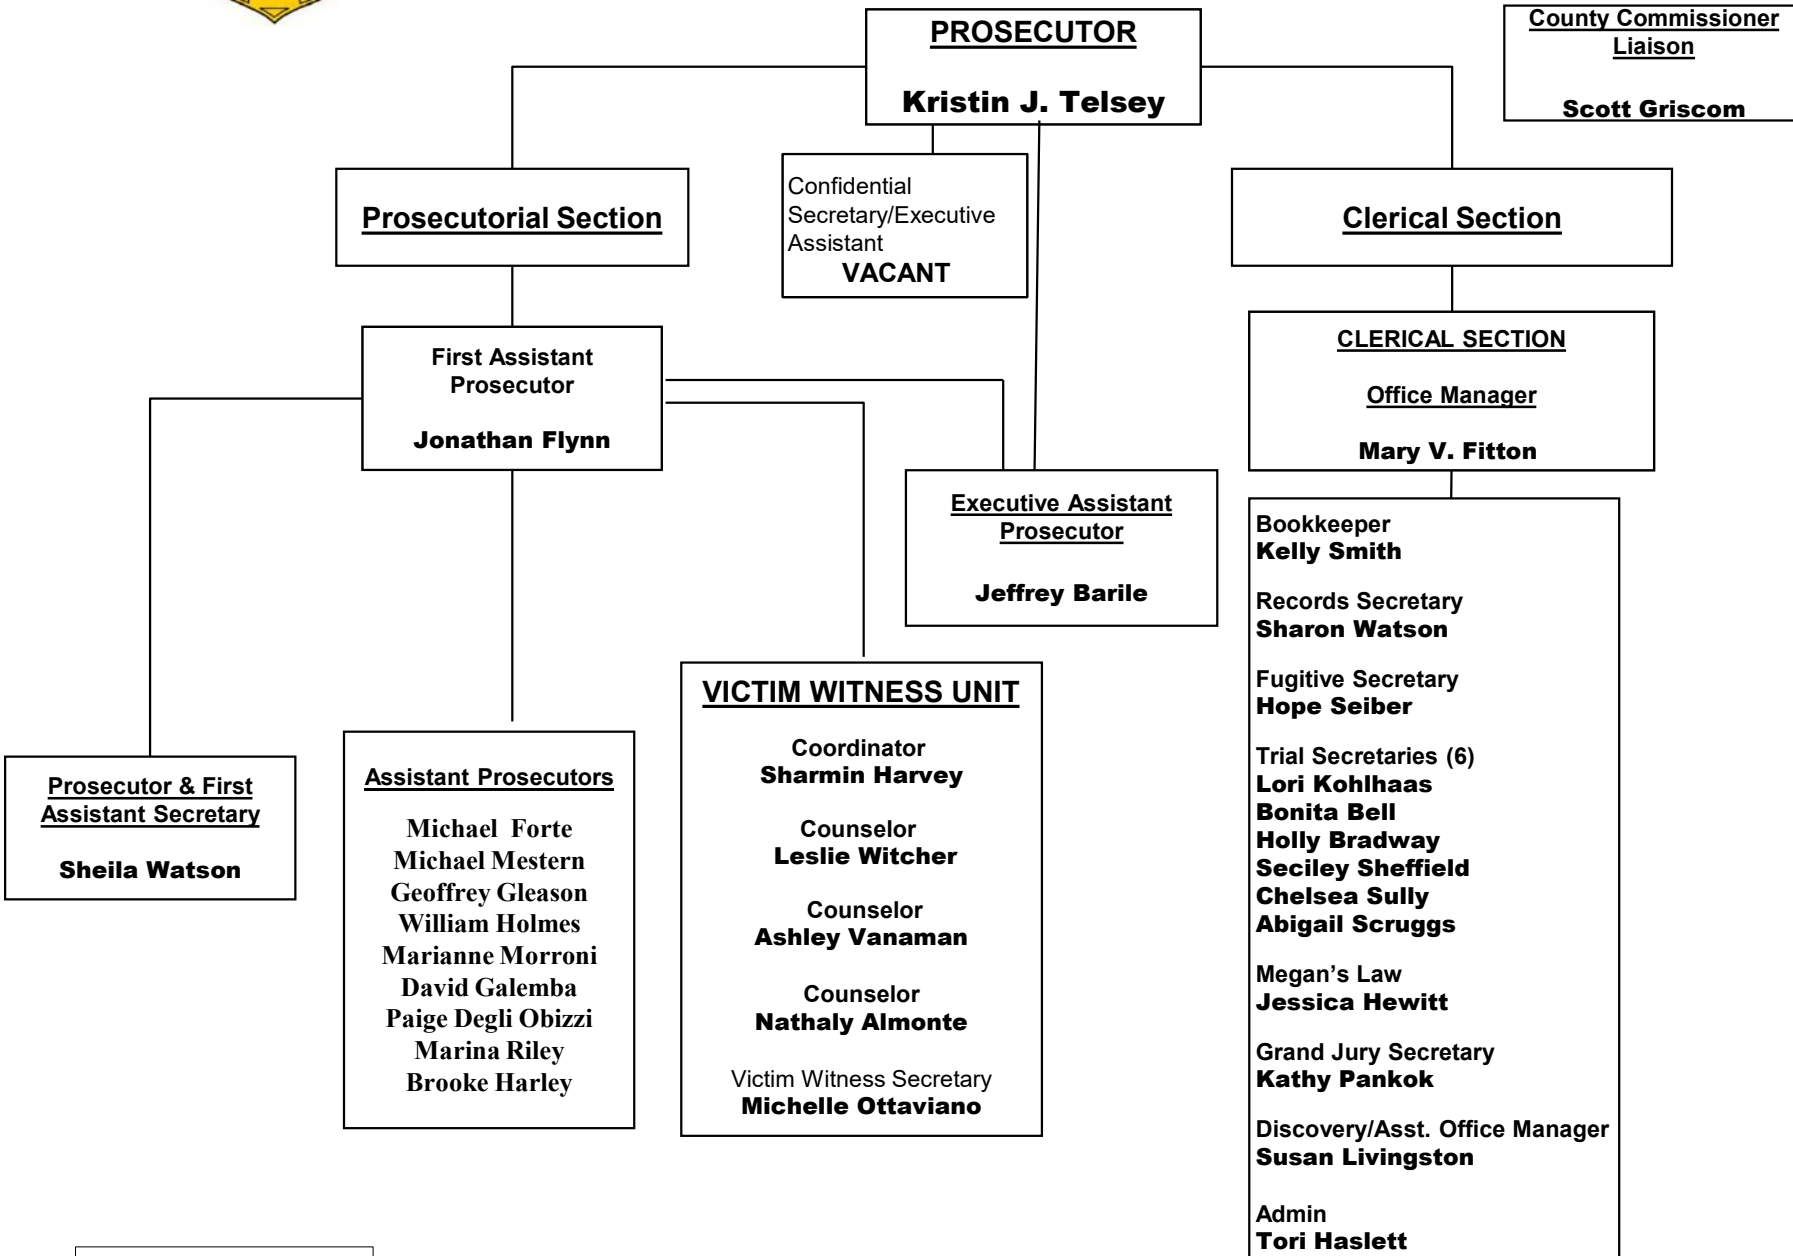 PROSECUTOR
Kristin J. Telsey
County Commissioner
Liaison
Scott Griscom
Prosecutorial Section
Confidential
Secretary/Executive
Assistant
VACANT
Clerical Section
First Assistant
Prosecutor
Jonathan Flynn
CLERICAL SECTION
Office Manager
Mary V. Fitton
Executive Assistant
Prosecutor
Jeffrey Barile
Prosecutor & First
Assistant Secretary
Sheila Watson
Assistant Prosecutors
Michael Forte
Michael Mestern
Geoffrey Gleason
William Holmes
Marianne Morroni
David Galemba
Paige Degli Obizzi
Marina Riley
Brooke Harley
VICTIM WITNESS UNIT
Coordinator
Sharmin Harvey
Counselor
Leslie Witcher
Counselor
Ashley Vanaman
Counselor
Nathaly Almonte
Victim Witness Secretary
Michelle Ottaviano
Bookkeeper
Kelly Smith
Records Secretary
Sharon Watson
Fugitive Secretary
Hope Seiber
Trial Secretaries (6)
Lori Kohlhaas
Bonita Bell
Holly Bradway
Seciley Sheffield
Chelsea Sully
Abigail Scruggs
Megan’s Law
Jessica Hewitt
Grand Jury Secretary
Kathy Pankok
Discovery/Asst. Office Manager
Susan Livingston
Admin
Tori Haslett